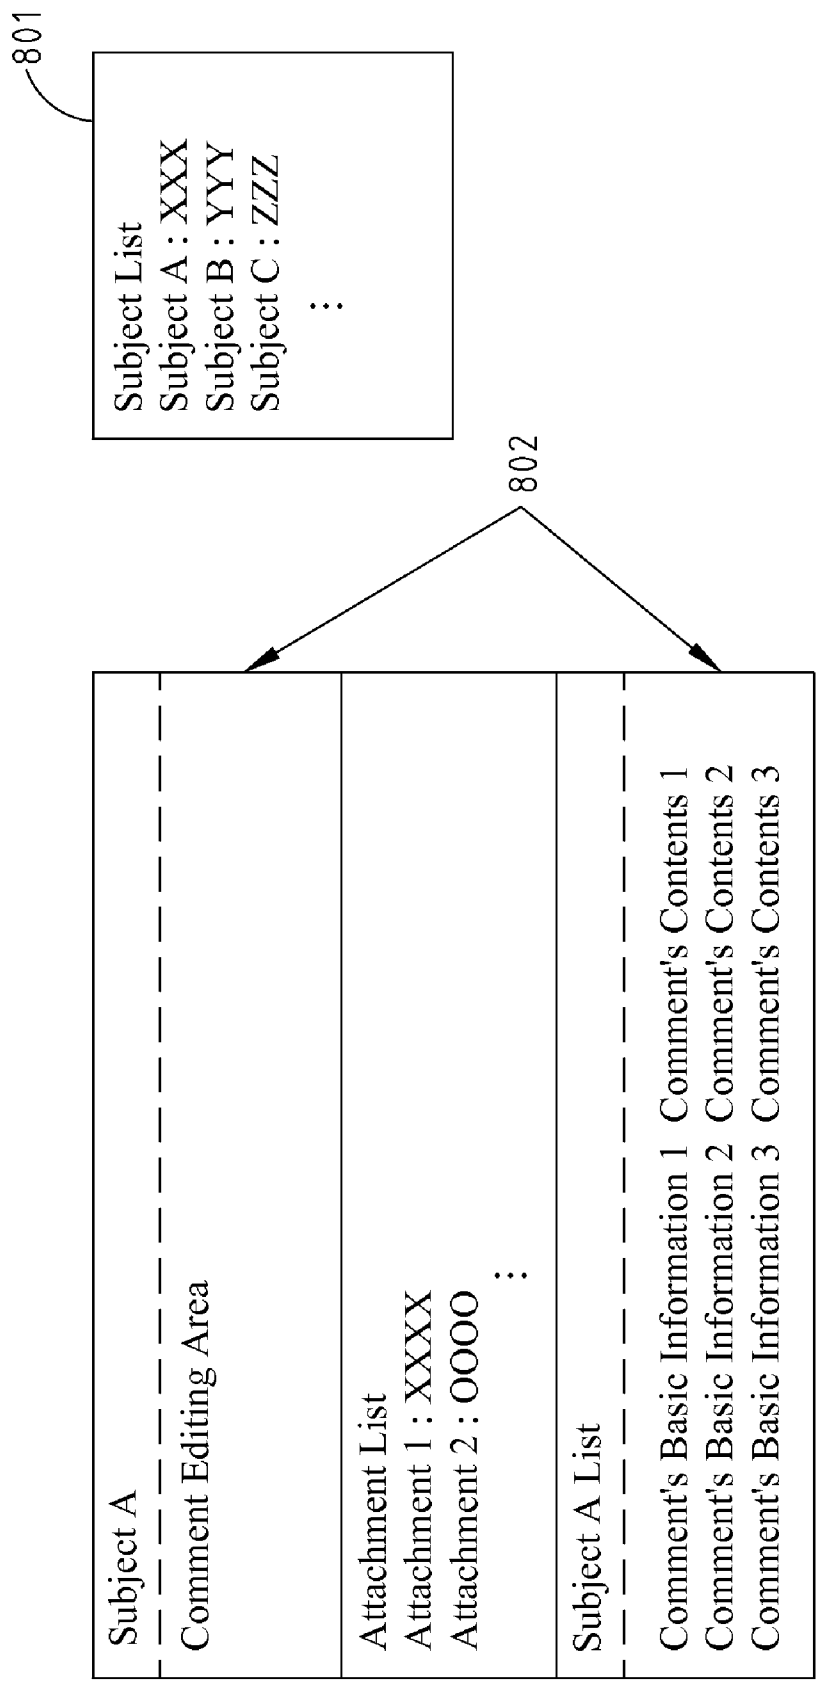 Subject A
Comment Editing Area
Attachment List
Attachment 1 : XXXX
Attachment 2 : OOOO
...
Subject A List
Comment's Basic Information 1 Comment's Contents 1
Comment's Basic Information 2 Comment's Contents 2
Comment's Basic Information 3 Comment's Contents 3
802
Subject List
Subject A : XXX
Subject B : YYY
Subject C : ZZZ
...
801